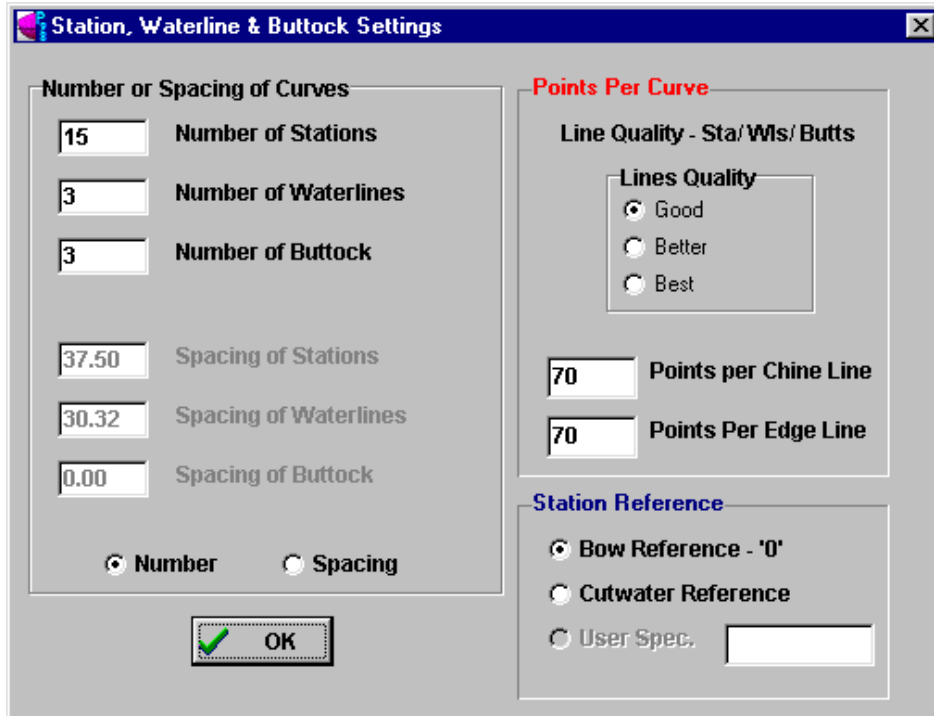 Station, Waterline & Buttock Settings
Number or Spacing of Curves
15 Number of Stations
3 Number of Waterlines
3 Number of Buttock
37.50 Spacing of Stations
30.32 Spacing of Waterlines
0.00 Spacing of Buttock
Number Spacing
OK
Points Per Curve
Line Quality - Sta/ Wls/ Butts
Lines Quality
Good
Better
Best
70 Points per Chine Line
70 Points Per Edge Line
Station Reference
Bow Reference - '0'
Cutwater Reference
User Spec.